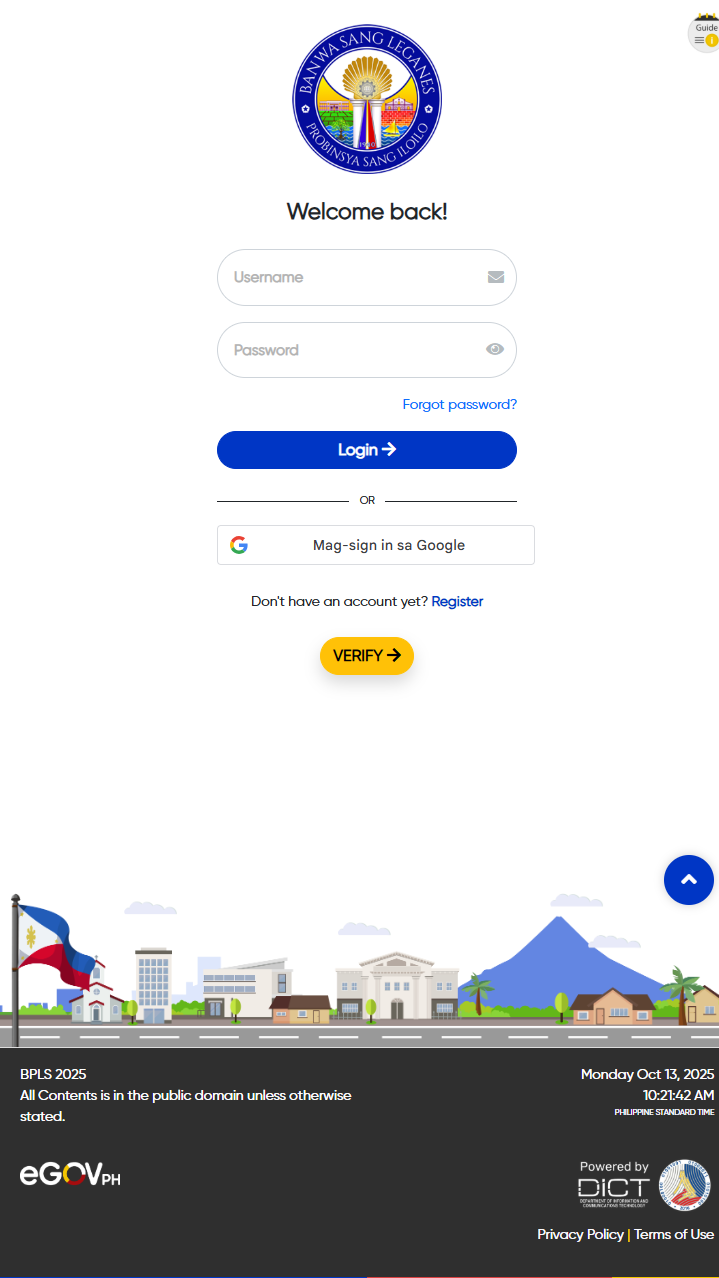 Guide
BANWA SANG LEGANES
PROBINSYA SANG ILOILO
1940
Welcome back!
Username
Password
Forgot password?
Login
OR
Mag-sign in sa Google
Don't have an account yet? Register
VERIFY
BPLS 2025
All Contents is in the public domain unless otherwise
stated.
Monday Oct 13, 2025
10:21:42 AM
PHILIPPINE STANDARD TIME
eGOVPH
Powered by
DICT
DEPARTMENT OF INFORMATION AND
COMMUNICATIONS TECHNOLOGY
2016
Privacy Policy | Terms of Use